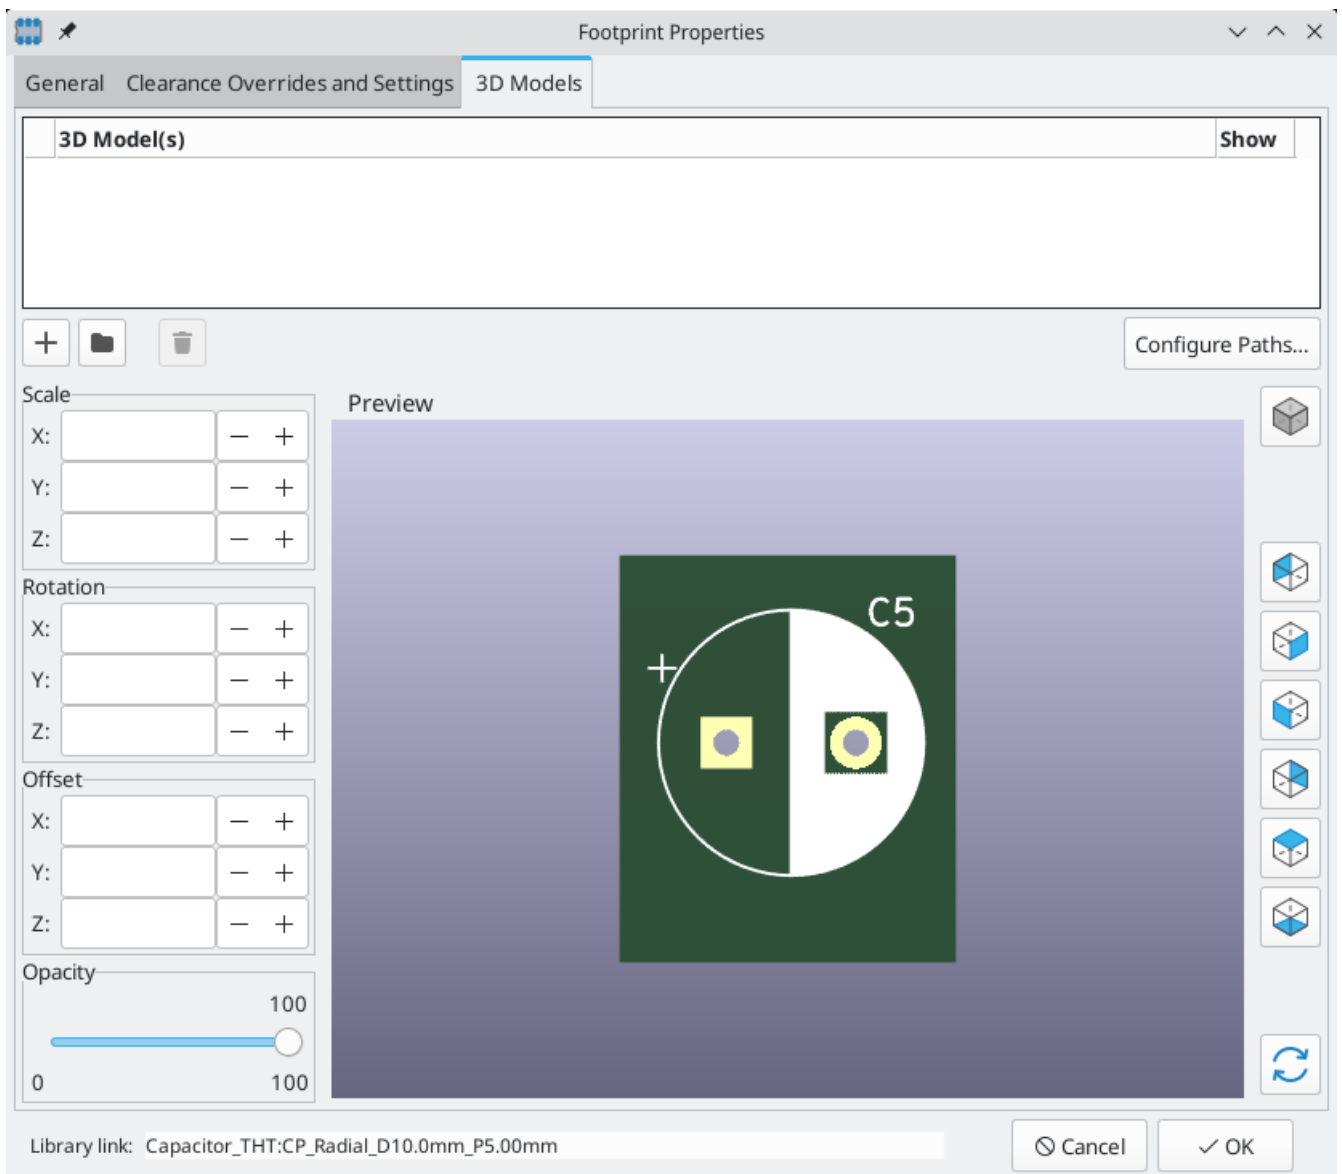 Footprint Properties
General Clearance Overrides and Settings 3D Models
3D Model(s) Show
Configure Paths...
Scale
X:
Y:
Z:
Rotation
X:
Y:
Z:
Offset
X:
Y:
Z:
Opacity
100
0 100
Preview
C5
+
Library link: Capacitor_THT:CP_Radial_D10.0mm_P5.00mm
Cancel OK